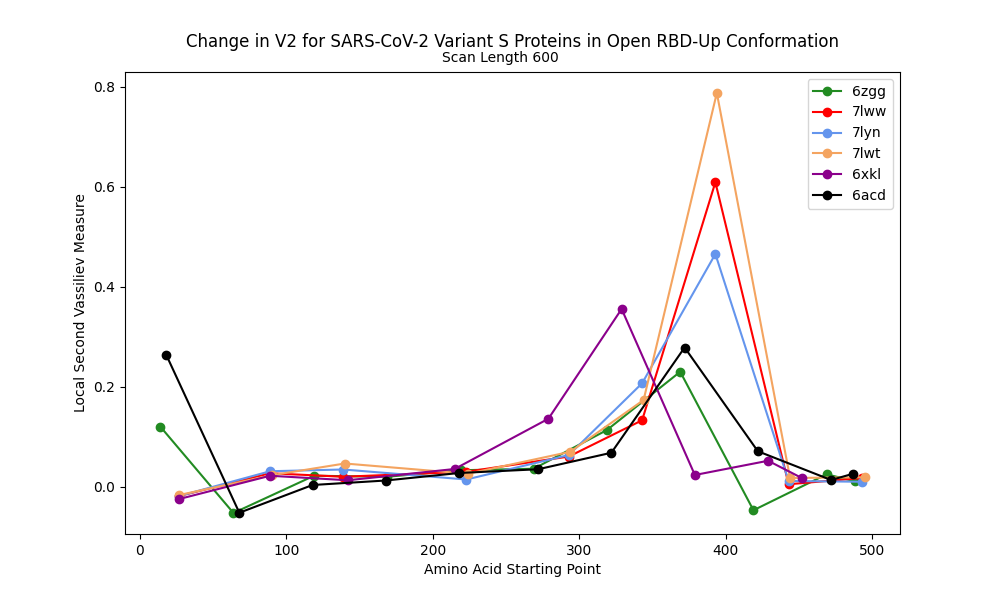 Change in V2 for SARS-CoV-2 Variant S Proteins in Open RBD-Up Conformation
Scan Length 600
0.8
0.6
0.4
0.2
0.0
Local Second Vassiliev Measure
6zgg
7lww
7lyn
7lwt
6xkl
6acd
0
100
200
300
400
500
Amino Acid Starting Point